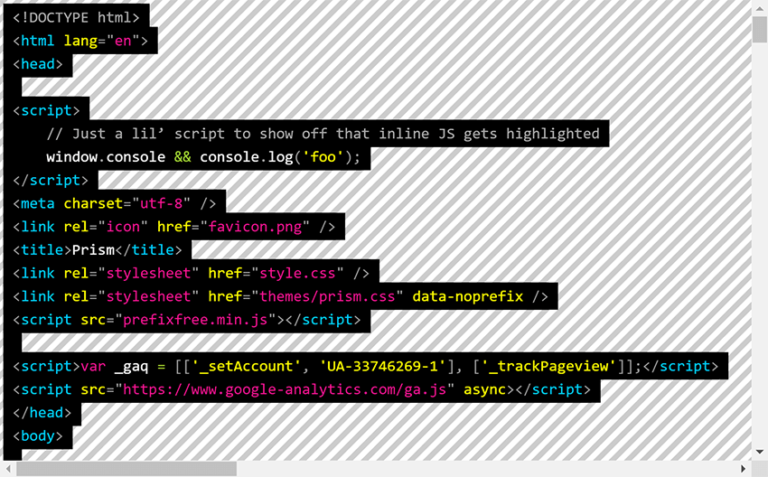 <!DOCTYPE html>
<html lang="en">
<head>
<script>
    // Just a lil’ script to show off that inline JS gets highlighted
    window.console && console.log('foo');
</script>
<meta charset="utf-8" />
<link rel="icon" href="favicon.png" />
<title>Prism</title>
<link rel="stylesheet" href="style.css" />
<link rel="stylesheet" href="themes/prism.css" data-noprefix />
<script src="prefixfree.min.js"></script>
<script>var _gaq = [['_setAccount', 'UA-33746269-1'], ['_trackPageview']];</script>
<script src="https://www.google-analytics.com/ga.js" async></script>
</head>
<body>